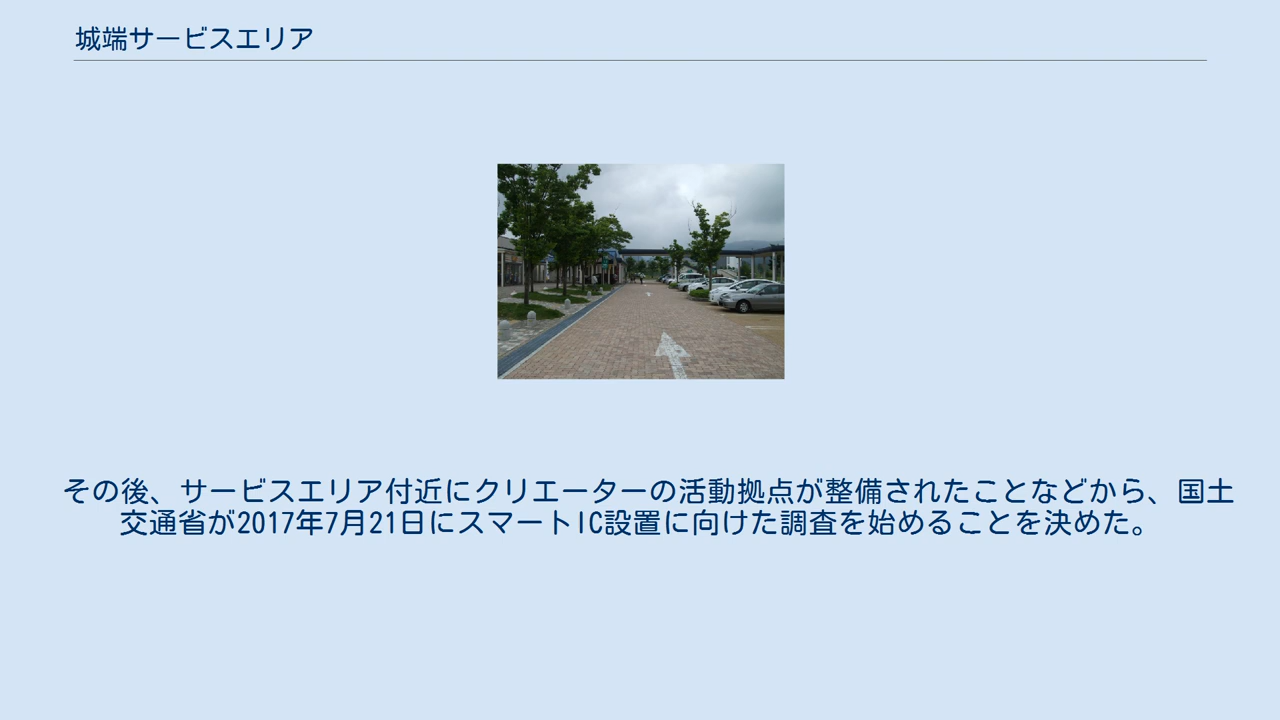 城端サービスエリア
その後、サービスエリア付近にクリエーターの活動拠点が整備されたことなどから、国土
交通省が2017年7月21日にスマートIC設置に向けた調査を始めることを決めた。